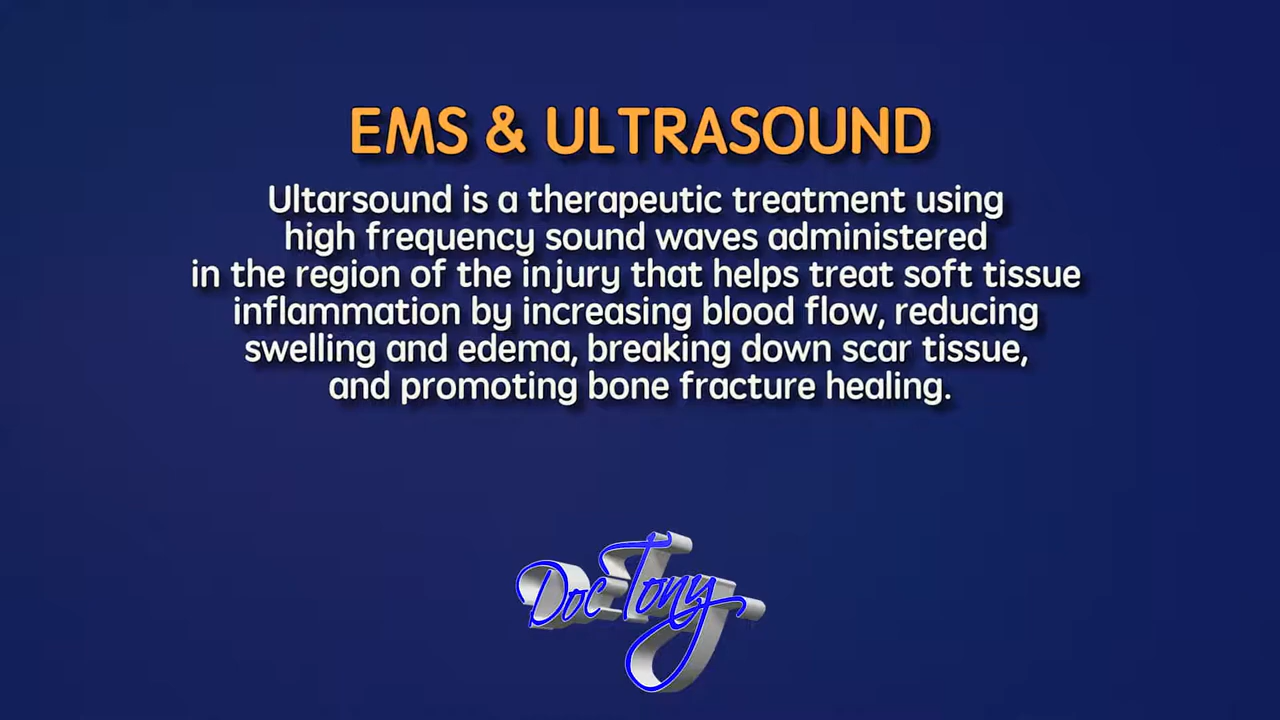 EMS & ULTRASOUND
Ultarsound is a therapeutic treatment using
high frequency sound waves administered
in the region of the injury that helps treat soft tissue
inflammation by increasing blood flow, reducing
swelling and edema, breaking down scar tissue,
and promoting bone fracture healing.
Doc Tony